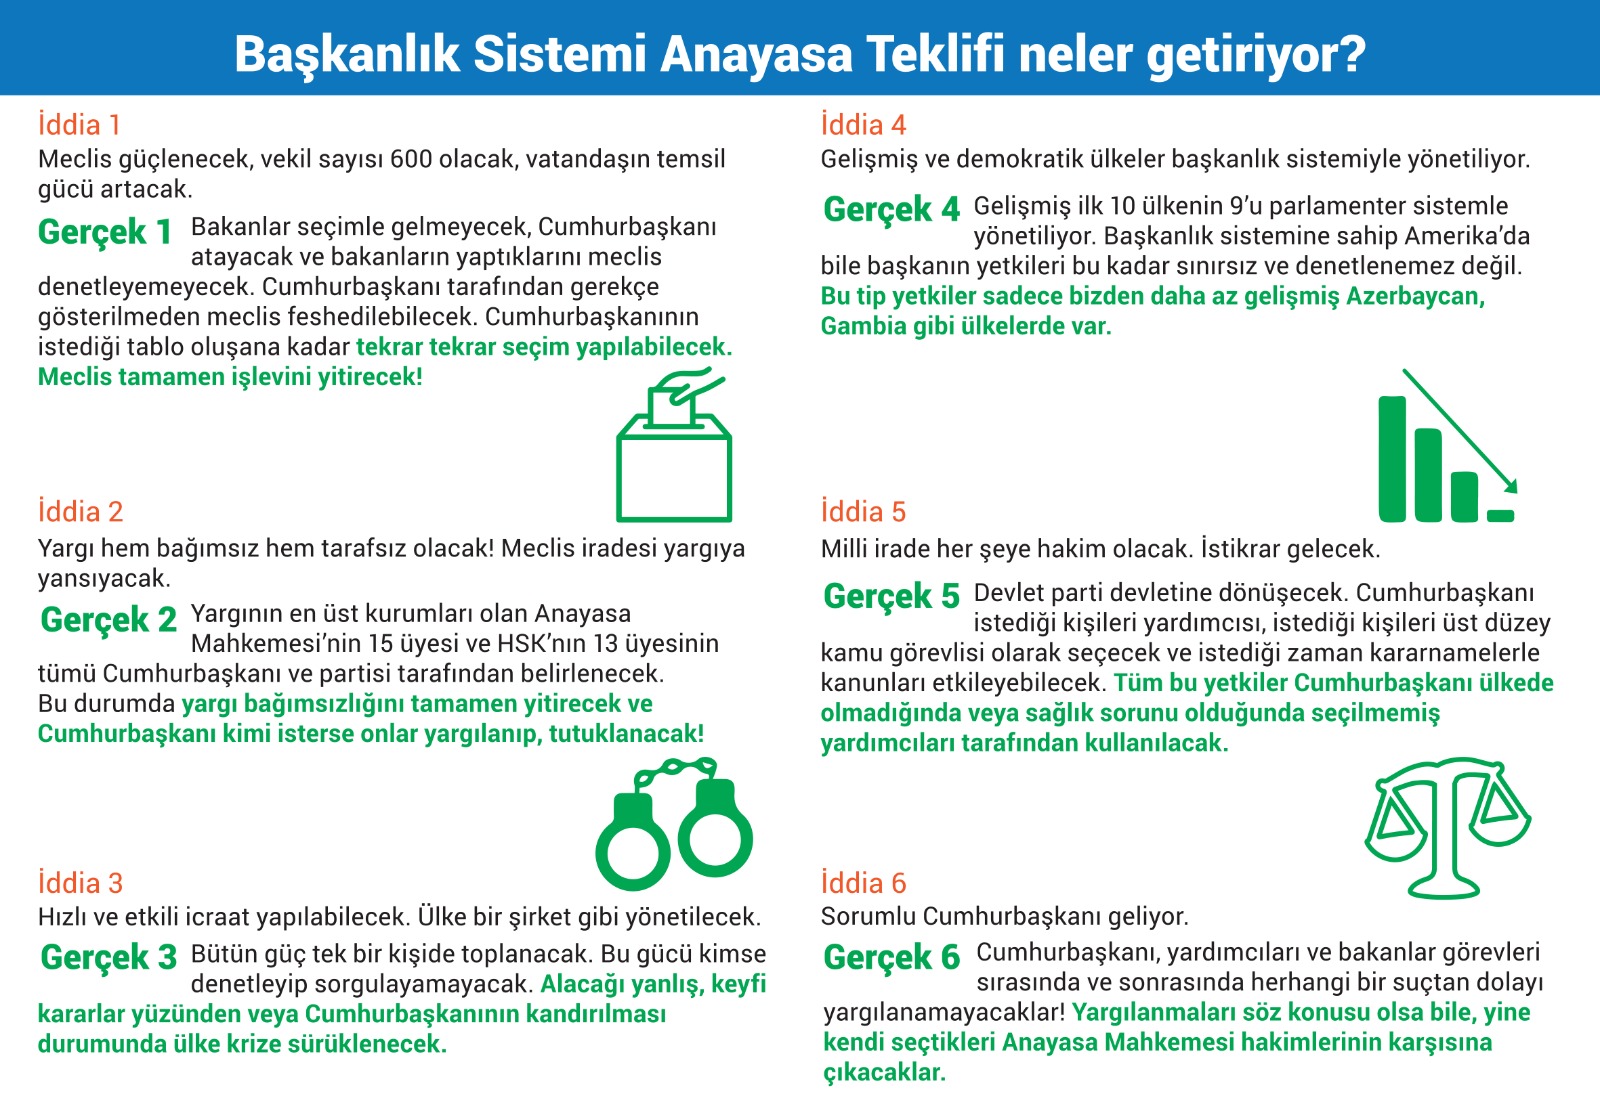 Başkanlık Sistemi Anayasa Teklifi neler getiriyor?
İddia 1
Meclis güçlenecek, vekil sayısı 600 olacak, vatandaşın temsil
gücü artacak.
Gerçek 1 Bakanlar seçimle gelmeyecek, Cumhurbaşkanı
atayacak ve bakanların yaptıklarını meclis
denetleyemeyecek. Cumhurbaşkanı tarafından gerekçe
gösterilmeden meclis feshedilebilecek. Cumhurbaşkanının
istediği tablo oluşana kadar tekrar tekrar seçim yapılabilecek.
Meclis tamamen işlevini yitirecek!
İddia 2
Yargı hem bağımsız hem tarafsız olacak! Meclis iradesi yargıya
yansıyacak.
Gerçek 2 Yargının en üst kurumları olan Anayasa
Mahkemesi’nin 15 üyesi ve HSK’nın 13 üyesinin
tümü Cumhurbaşkanı ve partisi tarafından belirlenecek.
Bu durumda yargı bağımsızlığını tamamen yitirecek ve
Cumhurbaşkanı kimi isterse onlar yargılanıp, tutuklanacak!
İddia 3
Hızlı ve etkili icraat yapılabilecek. Ülke bir şirket gibi yönetilecek.
Gerçek 3 Bütün güç tek bir kişide toplanacak. Bu gücü kimse
denetleyip sorgulayamayacak. Alacağı yanlış, keyfi
kararlar yüzünden veya Cumhurbaşkanının kandırılması
durumunda ülke krize sürüklenecek.
İddia 4
Gelişmiş ve demokratik ülkeler başkanlık sistemiyle yönetiliyor.
Gerçek 4 Gelişmiş ilk 10 ülkenin 9’u parlamenter sistemle
yönetiliyor. Başkanlık sistemine sahip Amerika’da
bile başkanın yetkileri bu kadar sınırsız ve denetlenemez değil.
Bu tip yetkiler sadece bizden daha az gelişmiş Azerbaycan,
Gambia gibi ülkelerde var.
İddia 5
Milli irade her şeye hakim olacak. İstikrar gelecek.
Gerçek 5 Devlet parti devletine dönüşecek. Cumhurbaşkanı
istediği kişileri yardımcısı, istediği kişileri üst düzey
kamu görevlisi olarak seçecek ve istediği zaman kararnamelerle
kanunları etkileyebilecek. Tüm bu yetkiler Cumhurbaşkanı ülkede
olmadığında veya sağlık sorunu olduğunda seçilmemiş
yardımcıları tarafından kullanılacak.
İddia 6
Sorumlu Cumhurbaşkanı geliyor.
Gerçek 6 Cumhurbaşkanı, yardımcıları ve bakanlar görevleri
sırasında ve sonrasında herhangi bir suçtan dolayı
yargılanamayacaklar! Yargılanmaları söz konusu olsa bile, yine
kendi seçtikleri Anayasa Mahkemesi hakimlerinin karşısına
çıkacaklar.